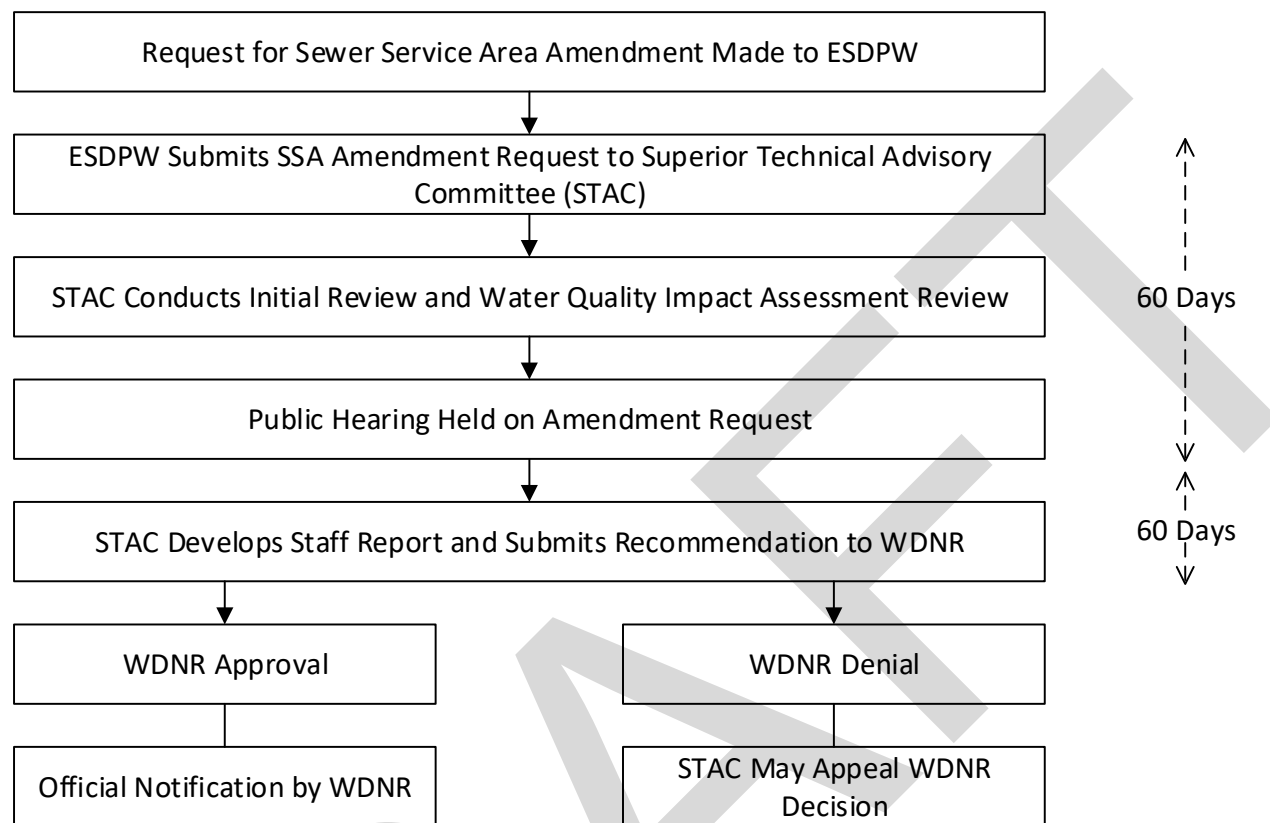 Request for Sewer Service Area Amendment Made to ESDPW
ESDPW Submits SSA Amendment Request to Superior Technical Advisory
Committee (STAC)
STAC Conducts Initial Review and Water Quality Impact Assessment Review
60 Days
Public Hearing Held on Amendment Request
STAC Develops Staff Report and Submits Recommendation to WDNR
60 Days
WDNR Approval
WDNR Denial
Official Notification by WDNR
STAC May Appeal WDNR
Decision
AFT